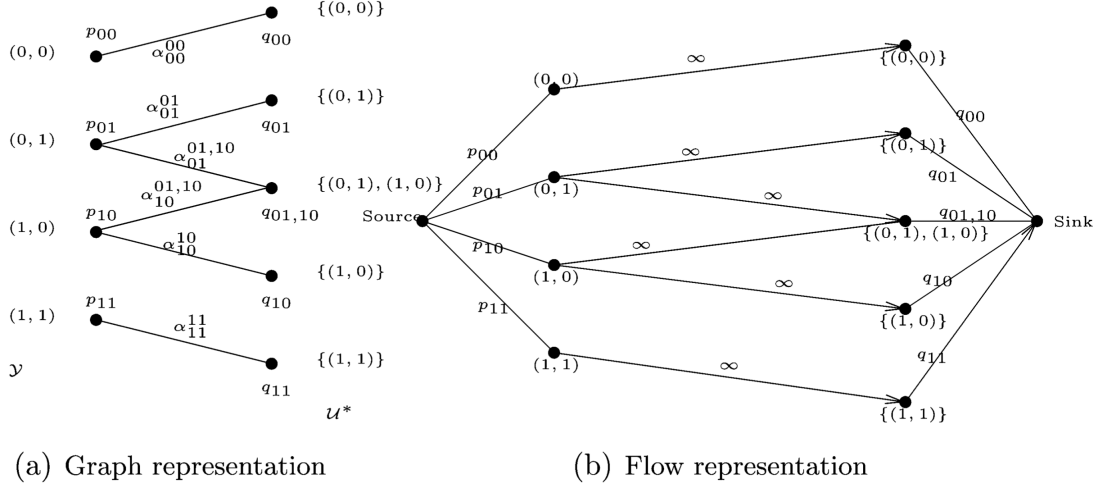 {(0, 0)}
p00
q00
(0, 0)
α00^00
{(0, 1)}
α01^01
p01
q01
(0, 1)
α01^01,10
{(0, 1), (1, 0)}
α10^01,10
p10
q01,10
(1, 0)
α10^10
{(1, 0)}
q10
p11
(1, 1)
α11^11
{(1, 1)}
q11
𝒴
𝒰*
(a) Graph representation
∞
{(0, 0)}
(0, 0)
q00
∞
{(0, 1)}
p00
q01
∞
p01
(0, 1)
Source
q01,10
Sink
{(0, 1), (1, 0)}
p10
∞
(1, 0)
∞
q10
p11
{(1, 0)}
q11
(1, 1)
∞
{(1, 1)}
(b) Flow representation